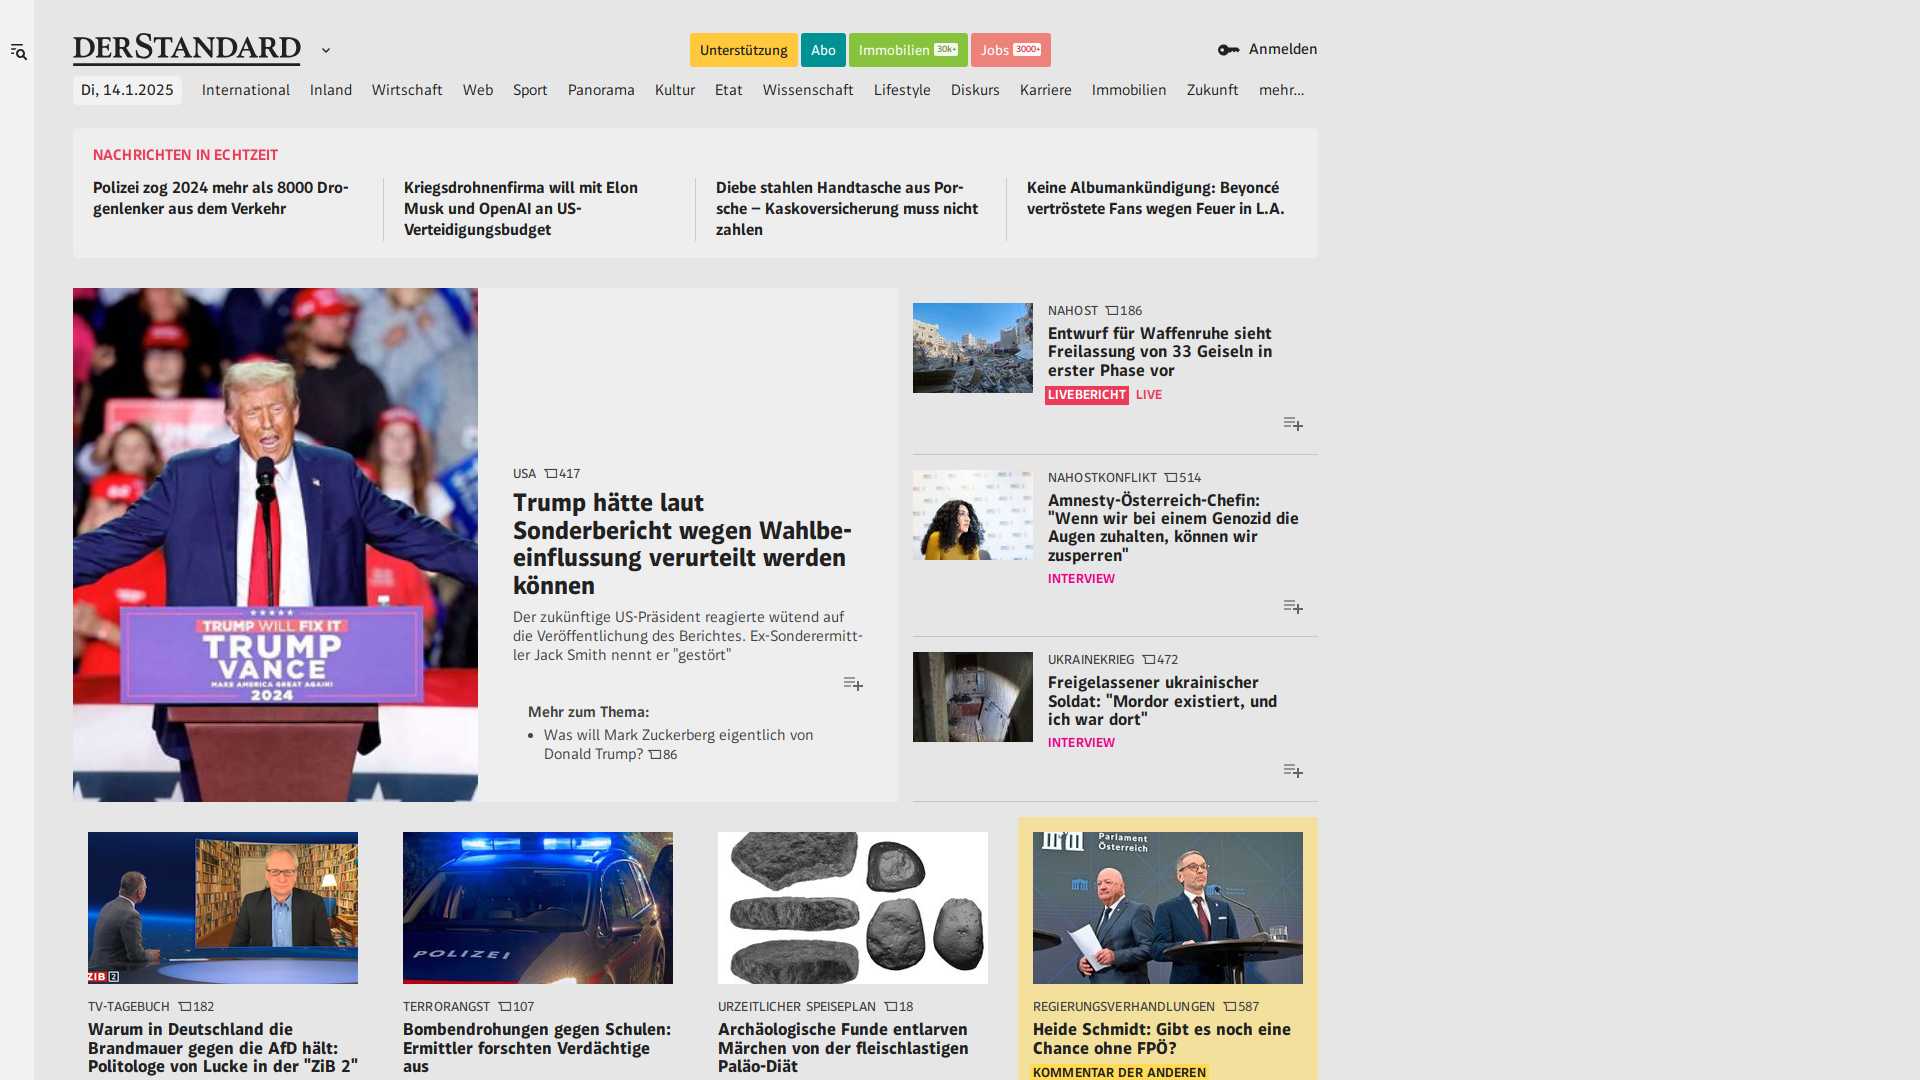 DERSTANDARD
Unterstützung
Abo
Immobilien 30k+
Jobs 3000+
Anmelden
Di, 14.1.2025
International
Inland
Wirtschaft
Web
Sport
Panorama
Kultur
Etat
Wissenschaft
Lifestyle
Diskurs
Karriere
Immobilien
Zukunft
mehr...
NACHRICHTEN IN ECHTZEIT
Polizei zog 2024 mehr als 8000 Dro-
genlenker aus dem Verkehr
Kriegsdrohnenfirma will mit Elon
Musk und OpenAI an US-
Verteidigungsbudget
Diebe stahlen Handtasche aus Por-
sche – Kaskoversicherung muss nicht
zahlen
Keine Albumankündigung: Beyoncé
vertröstete Fans wegen Feuer in L.A.
TRUMP WILL FIX IT
TRUMP
VANCE
MAKE AMERICA GREAT AGAIN!
2024
USA 417
Trump hätte laut
Sonderbericht wegen Wahlbe-
einflussung verurteilt werden
können
Der zukünftige US-Präsident reagierte wütend auf
die Veröffentlichung des Berichtes. Ex-Sonderermitt-
ler Jack Smith nennt er "gestört"
Mehr zum Thema:
• Was will Mark Zuckerberg eigentlich von
Donald Trump? 86
NAHOST 186
Entwurf für Waffenruhe sieht
Freilassung von 33 Geiseln in
erster Phase vor
LIVEBERICHT LIVE
NAHOSTKONFLIKT 514
Amnesty-Österreich-Chefin:
"Wenn wir bei einem Genozid die
Augen zuhalten, können wir
zusperren"
INTERVIEW
UKRAINEKRIEG 472
Freigelassener ukrainischer
Soldat: "Mordor existiert, und
ich war dort"
INTERVIEW
ZIB 2
TV-TAGEBUCH 182
Warum in Deutschland die
Brandmauer gegen die AfD hält:
Politologe von Lucke in der "ZiB 2"
POLIZEI
TERRORANGST 107
Bombendrohungen gegen Schulen:
Ermittler forschten Verdächtige
aus
URZEITLICHER SPEISEPLAN 18
Archäologische Funde entlarven
Märchen von der fleischlastigen
Paläo-Diät
Parlament
Österreich
REGIERUNGSVERHANDLUNGEN 587
Heide Schmidt: Gibt es noch eine
Chance ohne FPÖ?
KOMMENTAR DER ANDEREN